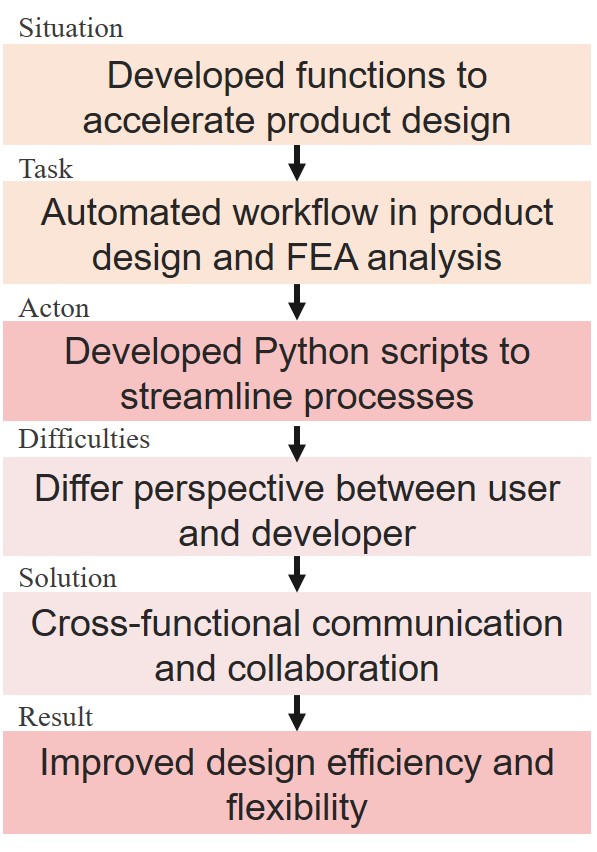 Situation
Developed functions to
accelerate product design
Task
Automated workflow in product
design and FEA analysis
Acton
Developed Python scripts to
streamline processes
Difficulties
Differ perspective between user
and developer
Solution
Cross-functional communication
and collaboration
Result
Improved design efficiency and
flexibility